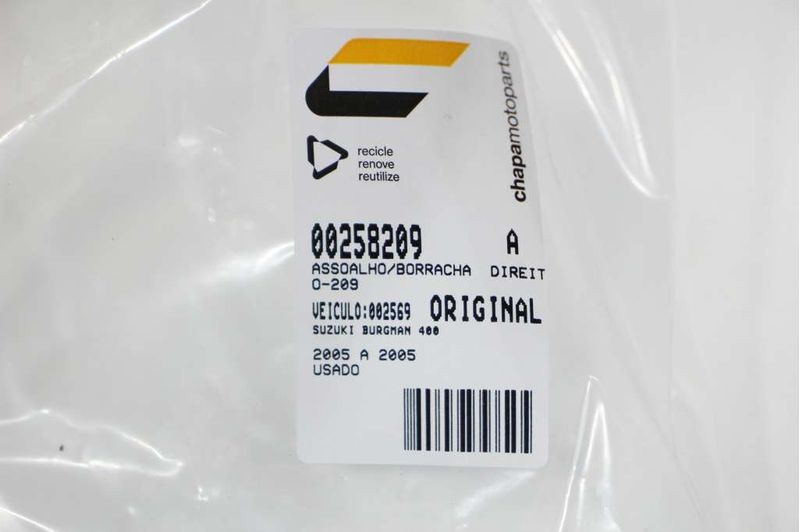 chapamotoparts
recicle
renove
reutilize
00258209 A
ASSOALHO/BORRACHA DIREIT
O-209
VEICULO:002569 ORIGINAL
SUZUKI BURGMAN 400
2005 A 2005
USADO